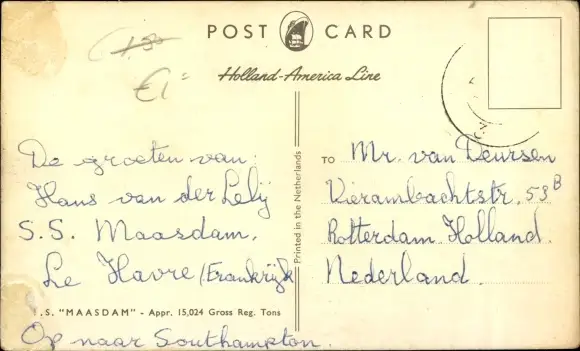 POST CARD
1.50
Holland-America Line
€1=
De groeten van:
Hans van der Lelij
S.S. Maasdam.
Le Havre (Frankrijk
.S. "MAASDAM" - Appr. 15,024 Gross Reg. Tons
Op naar Southampton.
Printed in the Netherlands
TO Mr. van Deursen
Vierambachtstr. 53B
Rotterdam Holland.
Nederland.